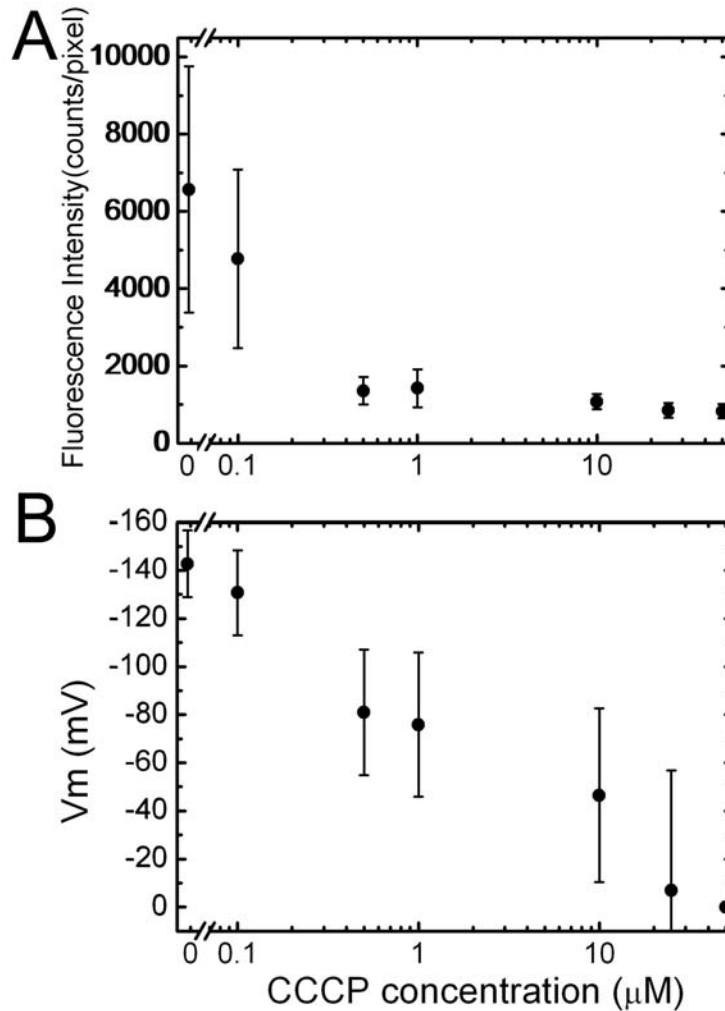 A
Fluorescence Intensity(counts/pixel)
10000
8000
6000
4000
2000
0
0 0.1 1 10
B
Vm (mV)
-160
-140
-120
-100
-80
-60
-40
-20
0
0 0.1 1 10
CCCP concentration (μM)